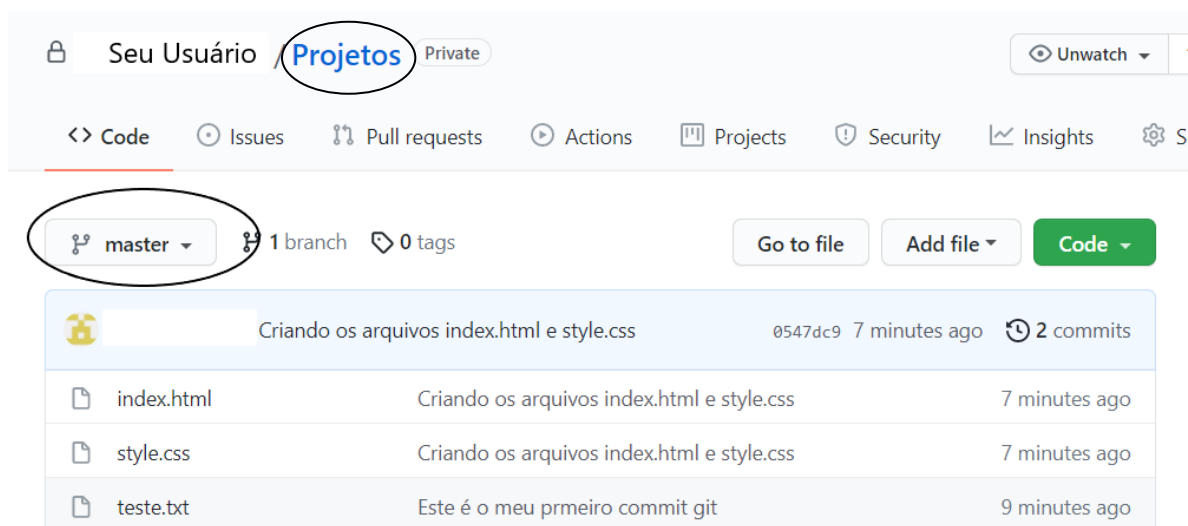 Seu Usuário / Projetos Private Unwatch
Code Issues Pull requests Actions Projects Security Insights S
master 1 branch 0 tags Go to file Add file Code
Criando os arquivos index.html e style.css 0547dc9 7 minutes ago 2 commits
index.html Criando os arquivos index.html e style.css 7 minutes ago
style.css Criando os arquivos index.html e style.css 7 minutes ago
teste.txt Este é o meu prmeiro commit git 9 minutes ago